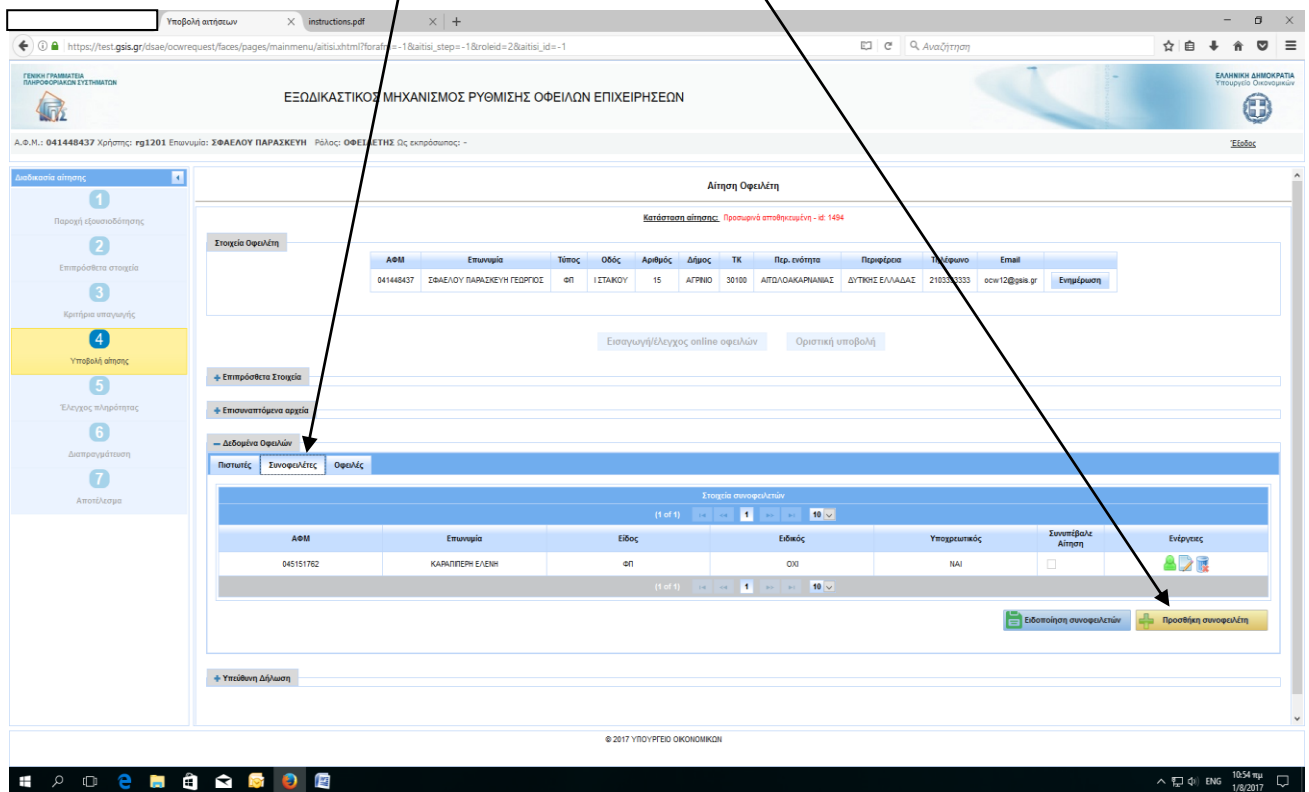 Υποβολή αιτήσεων
instructions.pdf
https://test.gsis.gr/dsae/ocwrequest/faces/pages/mainmenu/aitisi.xhtml?forafm=-1&aitisi_step=-1&roleid=2&aitisi_id=-1
Αναζήτηση
ΓΕΝΙΚΗ ΓΡΑΜΜΑΤΕΙΑ
ΠΛΗΡΟΦΟΡΙΑΚΩΝ ΣΥΣΤΗΜΑΤΩΝ
ΕΞΩΔΙΚΑΣΤΙΚΟΣ ΜΗΧΑΝΙΣΜΟΣ ΡΥΘΜΙΣΗΣ ΟΦΕΙΛΩΝ ΕΠΙΧΕΙΡΗΣΕΩΝ
ΕΛΛΗΝΙΚΗ ΔΗΜΟΚΡΑΤΙΑ
Υπουργείο Οικονομικών
Α.Φ.Μ.: 041448437 Χρήστης: rg1201 Επωνυμία: ΣΦΑΕΛΟΥ ΠΑΡΑΣΚΕΥΗ Ρόλος: ΟΦΕΙΛΕΤΗΣ Ως εκπρόσωπος: -
Έξοδος
Διαδικασία αίτησης
1
Παροχή εξουσιοδότησης
2
Επιπρόσθετα στοιχεία
3
Κριτήρια υπαγωγής
4
Υποβολή αίτησης
5
Έλεγχος πληρότητας
6
Διαπραγμάτευση
7
Αποτέλεσμα
Αίτηση Οφειλέτη
Κατάσταση αίτησης: Προσωρινά αποθηκευμένη - id: 1494
Στοιχεία Οφειλέτη
ΑΦΜ Επωνυμία Τύπος Οδός Αριθμός Δήμος ΤΚ Περ. ενότητα Περιφέρεια Τηλέφωνο Email
041448437 ΣΦΑΕΛΟΥ ΠΑΡΑΣΚΕΥΗ ΓΕΩΡΓΙΟΣ ΦΠ Ι ΣΤΑΙΚΟΥ 15 ΑΓΡΙΝΙΟ 30100 ΑΙΤΩΛΟΑΚΑΡΝΑΝΙΑΣ ΔΥΤΙΚΗΣ ΕΛΛΑΔΑΣ 2103333333 ocw12@gsis.gr Ενημέρωση
Εισαγωγή/έλεγχος online οφειλών Οριστική υποβολή
Επιπρόσθετα Στοιχεία
Επισυναπτόμενα αρχεία
Δεδομένα Οφειλών
Πιστωτές Συνοφειλέτες Οφειλές
Στοιχεία συνοφειλετών
(1 of 1) 1 10
ΑΦΜ Επωνυμία Είδος Ειδικός Υποχρεωτικός Συνυπέβαλε Αίτηση Ενέργειες
045151762 ΚΑΡΑΠΙΠΕΡΗ ΕΛΕΝΗ ΦΠ ΟΧΙ ΝΑΙ
(1 of 1) 1 10
Ειδοποίηση συνοφειλετών Προσθήκη συνοφειλέτη
Υπεύθυνη Δήλωση
© 2017 ΥΠΟΥΡΓΕΙΟ ΟΙΚΟΝΟΜΙΚΩΝ
ENG
10:54 πμ
1/8/2017